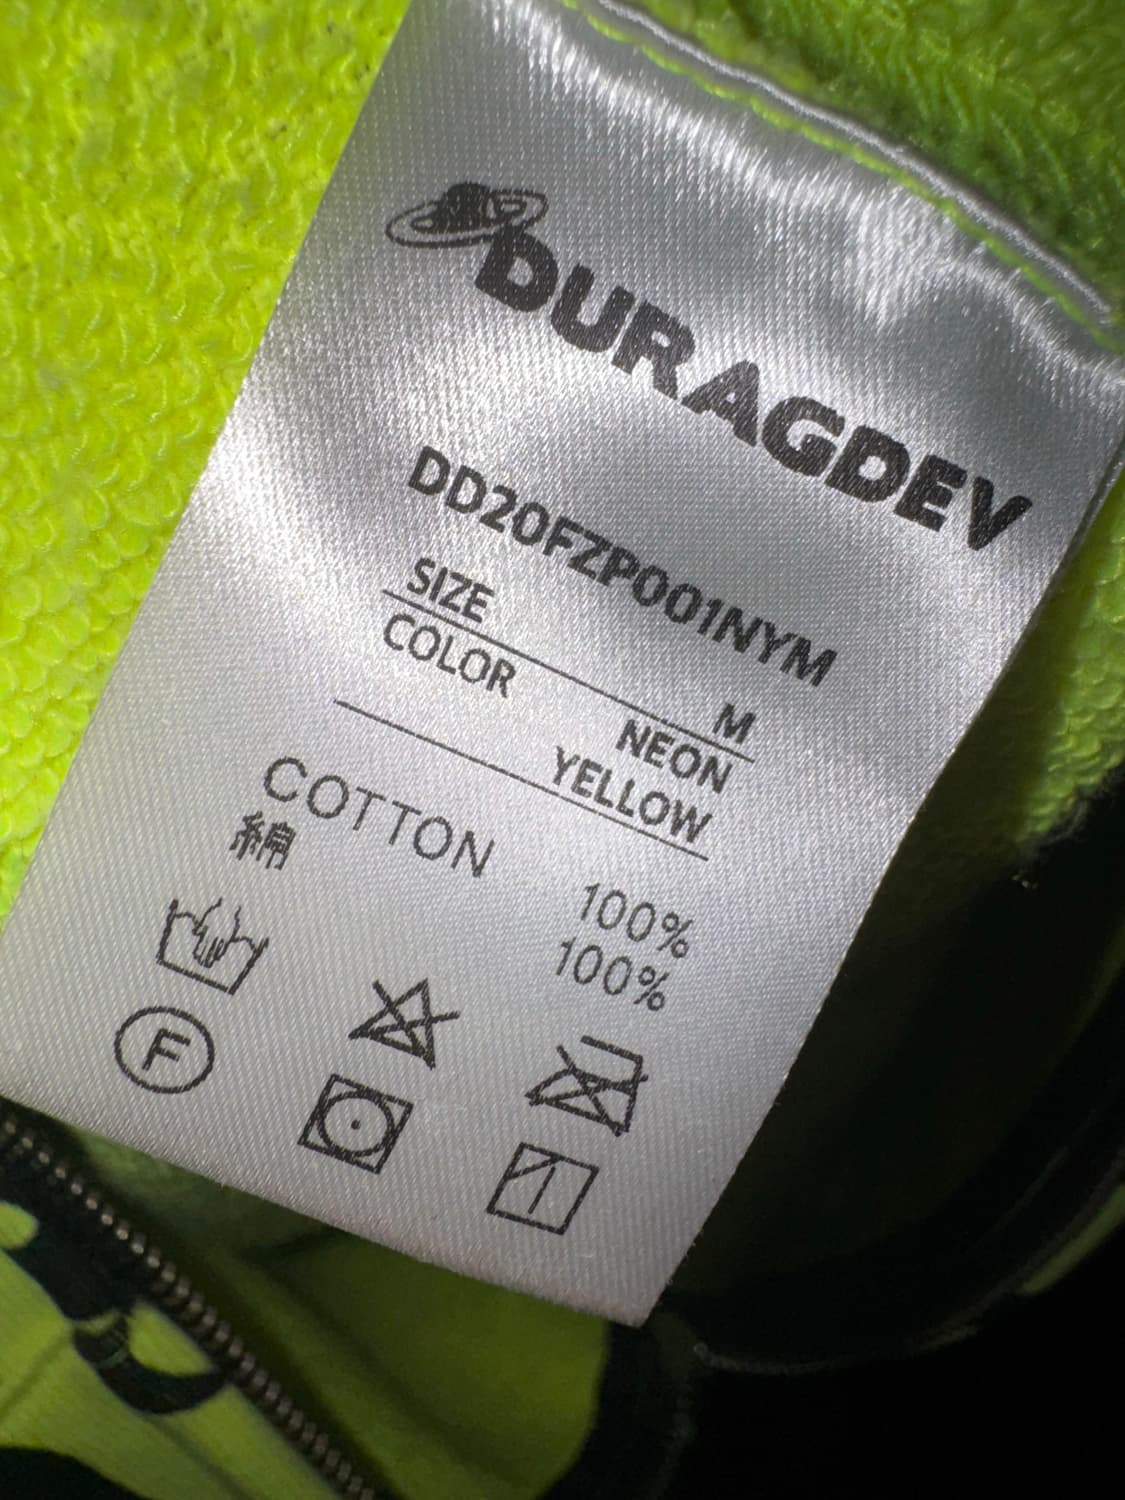 DURAGDEV
DD20FZP001NYM
SIZE M
COLOR NEON
YELLOW
COTTON 100%
綿 100%
F